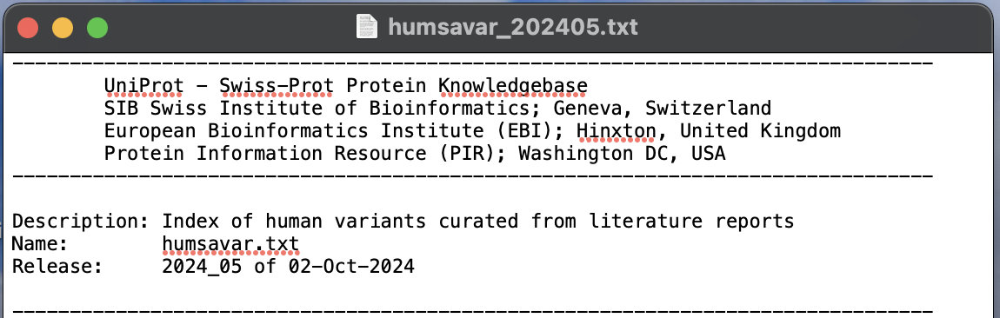 humsavar_202405.txt
--------------------------------------------------------------------------------
UniProt - Swiss-Prot Protein Knowledgebase
SIB Swiss Institute of Bioinformatics; Geneva, Switzerland
European Bioinformatics Institute (EBI); Hinxton, United Kingdom
Protein Information Resource (PIR); Washington DC, USA
--------------------------------------------------------------------------------
Description: Index of human variants curated from literature reports
Name: humsavar.txt
Release: 2024_05 of 02-Oct-2024
--------------------------------------------------------------------------------